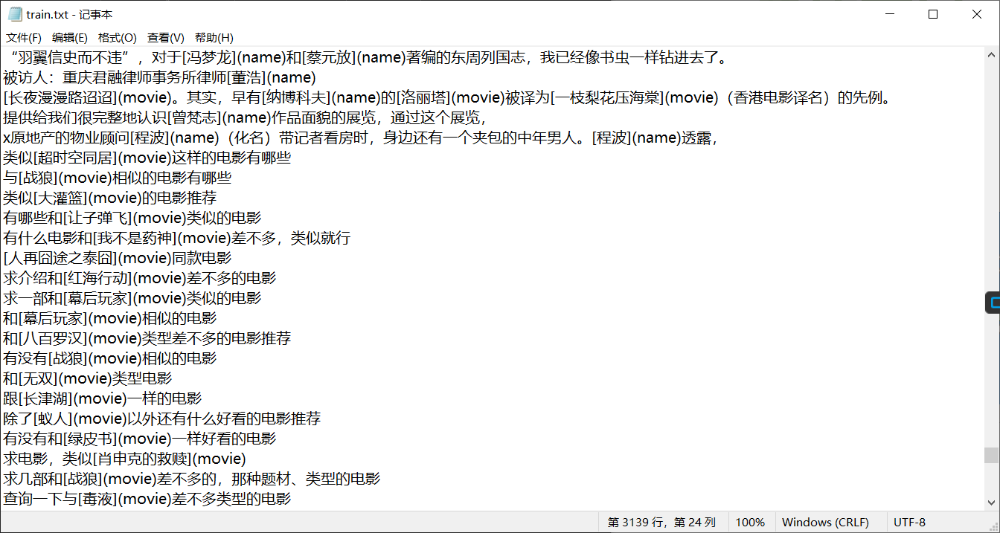 train.txt - 记事本
文件(F) 编辑(E) 格式(O) 查看(V) 帮助(H)
“羽翼信史而不违”，对于[冯梦龙](name)和[蔡元放](name)著编的东周列国志，我已经像书虫一样钻进去了。
被访人：重庆君融律师事务所律师[董浩](name)
[长夜漫漫路迢迢](movie)。其实，早有[纳博科夫](name)的[洛丽塔](movie)被译为[一枝梨花压海棠](movie)（香港电影译名）的先例。
提供给我们很完整地认识[曾梵志](name)作品面貌的展览，通过这个展览，
x原地产的物业顾问[程波](name)（化名）带记者看房时，身边还有一个夹包的中年男人。[程波](name)透露，
类似[超时空同居](movie)这样的电影有哪些
与[战狼](movie)相似的电影有哪些
类似[大灌篮](movie)的电影推荐
有哪些和[让子弹飞](movie)类似的电影
有什么电影和[我不是药神](movie)差不多，类似就行
[人再囧途之泰囧](movie)同款电影
求介绍和[红海行动](movie)差不多的电影
求一部和[幕后玩家](movie)类似的电影
和[幕后玩家](movie)相似的电影
和[八百罗汉](movie)类型差不多的电影推荐
有没有[战狼](movie)相似的电影
和[无双](movie)类型电影
跟[长津湖](movie)一样的电影
除了[蚁人](movie)以外还有什么好看的电影推荐
有没有和[绿皮书](movie)一样好看的电影
求电影，类似[肖申克的救赎](movie)
求几部和[战狼](movie)差不多的，那种题材、类型的电影
查询一下与[毒液](movie)差不多类型的电影
第 3139 行，第 24 列 100% Windows (CRLF) UTF-8